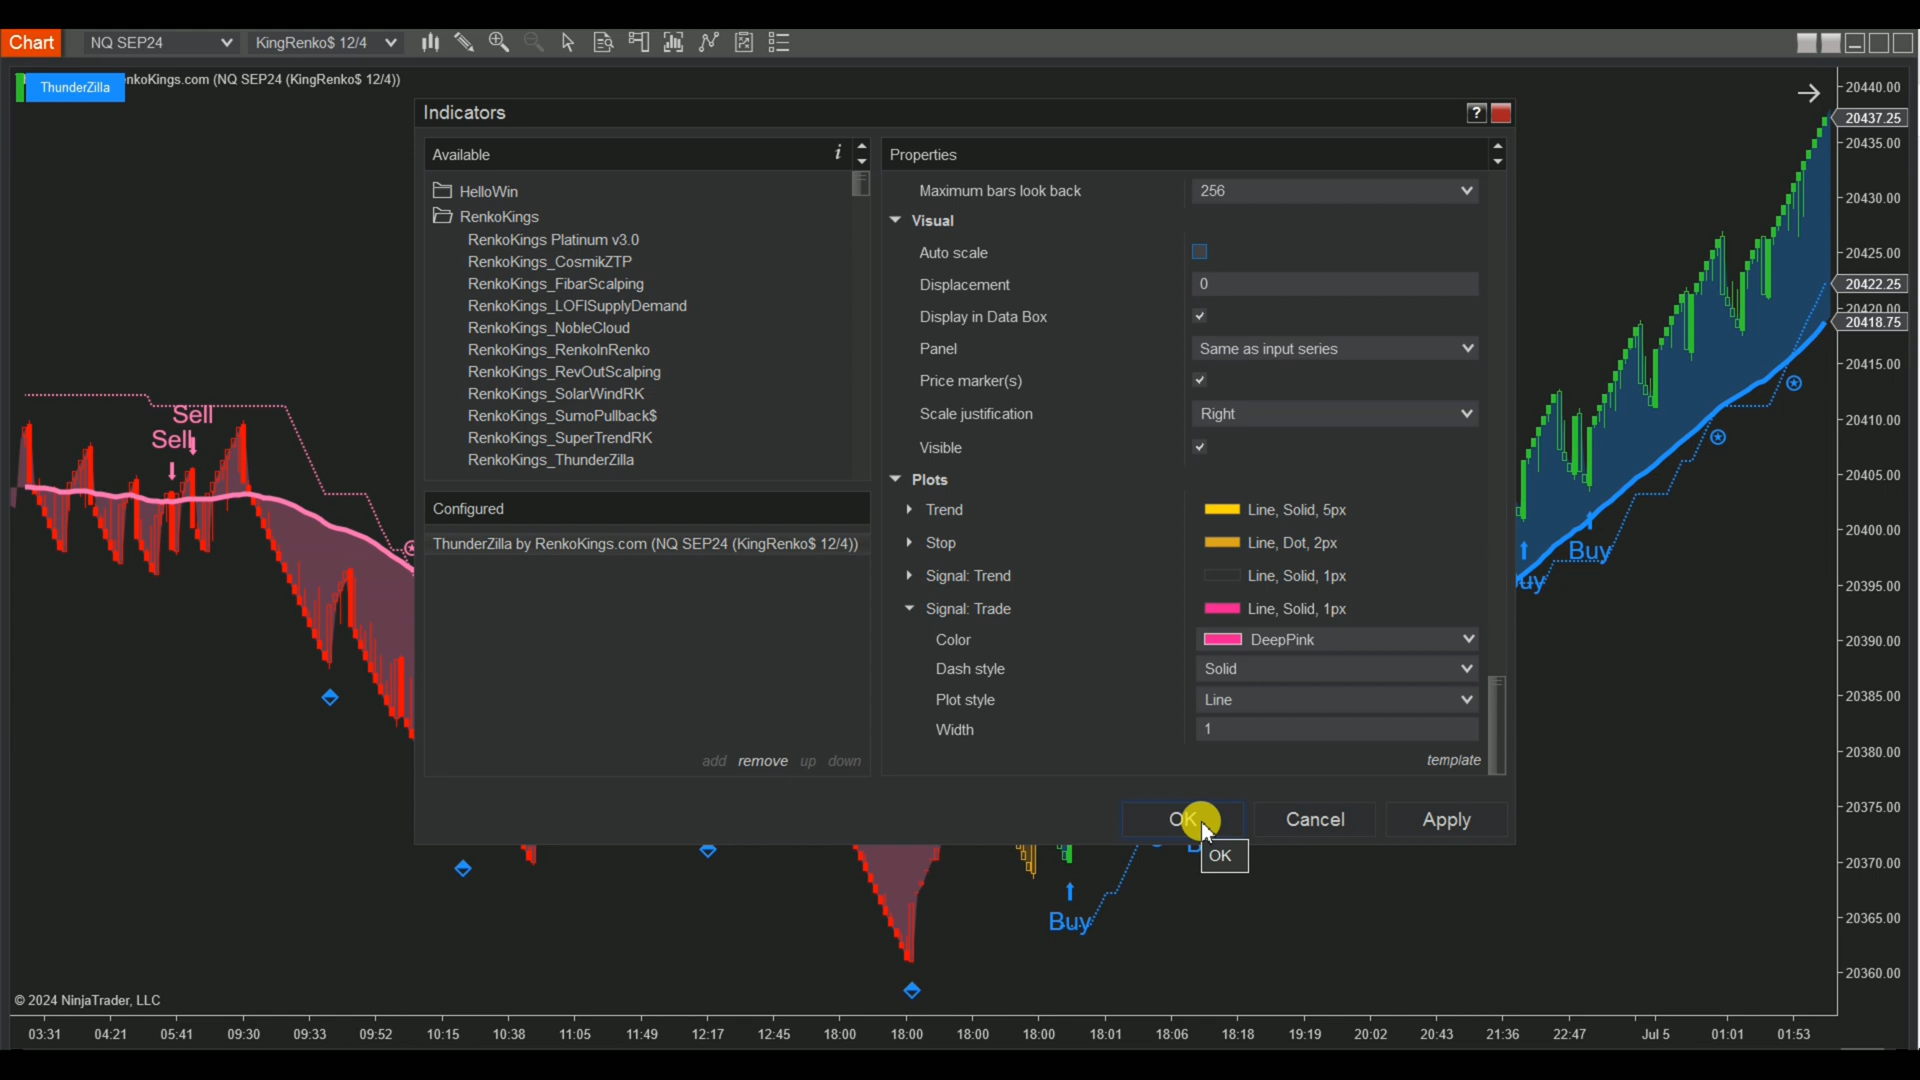 Chart
NQ SEP24
KingRenko$ 12/4
ThunderZilla
nkoKings.com (NQ SEP24 (KingRenko$ 12/4))
Indicators
?
Available
i
HelloWin
RenkoKings
RenkoKings Platinum v3.0
RenkoKings_CosmikZTP
RenkoKings_FibarScalping
RenkoKings_LOFISupplyDemand
RenkoKings_NobleCloud
RenkoKings_RenkoInRenko
RenkoKings_RevOutScalping
RenkoKings_SolarWindRK
RenkoKings_SumoPullback$
RenkoKings_SuperTrendRK
RenkoKings_ThunderZilla
Configured
ThunderZilla by RenkoKings.com (NQ SEP24 (KingRenko$ 12/4))
add remove up down
Properties
Maximum bars look back 256
Visual
Auto scale
Displacement 0
Display in Data Box
Panel Same as input series
Price marker(s)
Scale justification Right
Visible
Plots
Trend Line, Solid, 5px
Stop Line, Dot, 2px
Signal: Trend Line, Solid, 1px
Signal: Trade Line, Solid, 1px
Color DeepPink
Dash style Solid
Plot style Line
Width 1
template
OK Cancel Apply
OK
Sell
Sell
Buy
Buy
uy
20440.00
20437.25
20435.00
20430.00
20425.00
20422.25
20420.00
20418.75
20415.00
20410.00
20405.00
20400.00
20395.00
20390.00
20385.00
20380.00
20375.00
20370.00
20365.00
20360.00
© 2024 NinjaTrader, LLC
03:31 04:21 05:41 09:30 09:33 09:52 10:15 10:38 11:05 11:49 12:17 12:45 18:00 18:00 18:00 18:00 18:01 18:06 18:18 19:19 20:02 20:43 21:36 22:47 Jul 5 01:01 01:53